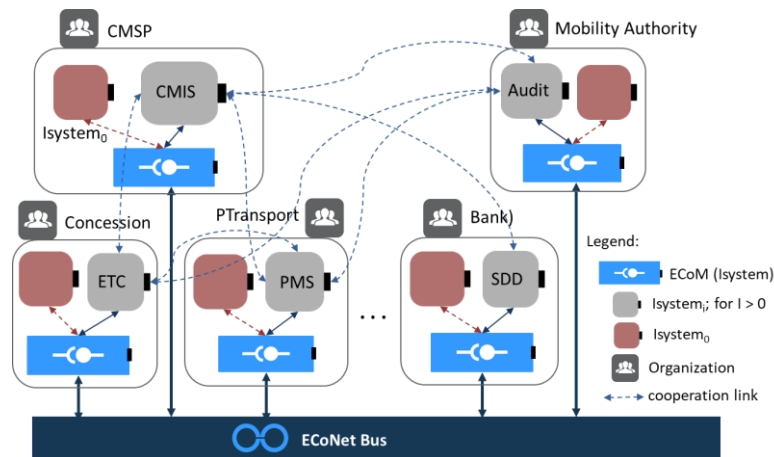 CMSP
Mobility Authority
CMIS
Audit
Isystem₀
Concession
PTransport
Bank)
ETC
PMS
SDD
...
Legend:
ECoM (Isystem)
Isystemᵢ; for I > 0
Isystem₀
Organization
cooperation link
ECoNet Bus